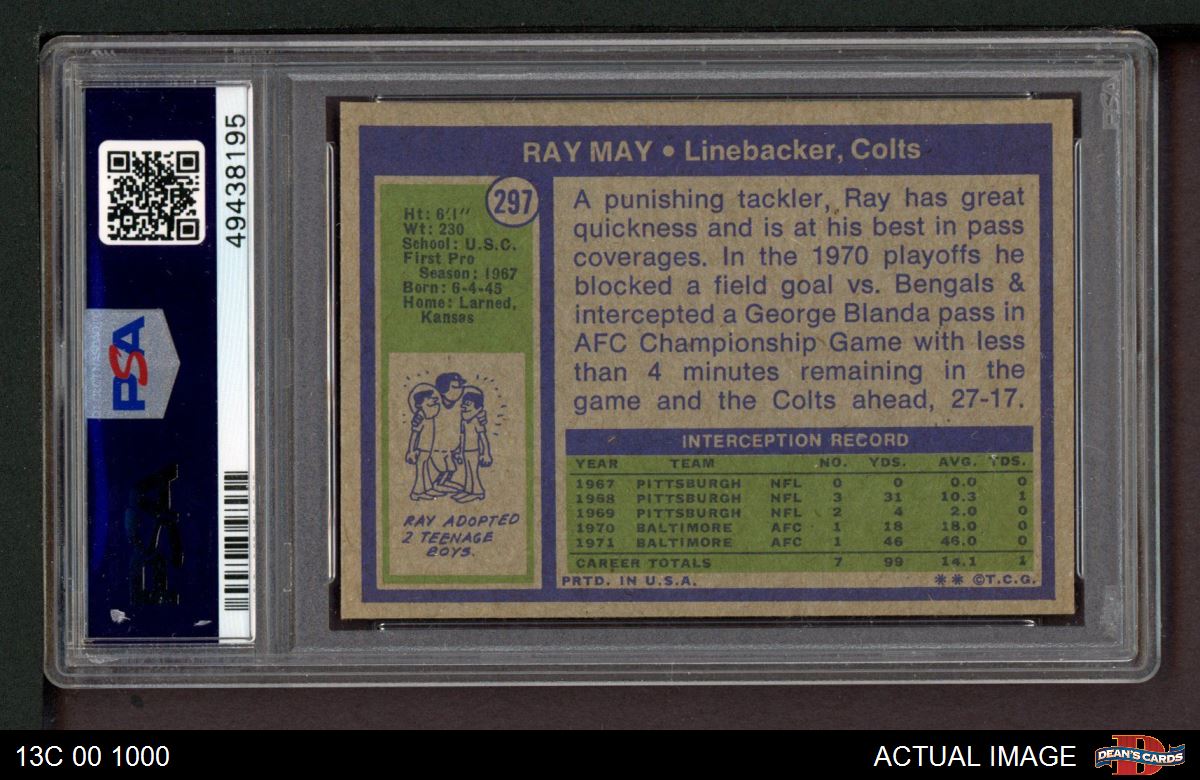 49438195
PSA
PSA
PSA
RAY MAY • Linebacker, Colts
297
Ht: 6'1"
Wt: 230
School: U.S.C.
First Pro
Season: 1967
Born: 6-4-45
Home: Larned,
Kansas
RAY ADOPTED
2 TEENAGE
BOYS.
A punishing tackler, Ray has great
quickness and is at his best in pass
coverages. In the 1970 playoffs he
blocked a field goal vs. Bengals &
intercepted a George Blanda pass in
AFC Championship Game with less
than 4 minutes remaining in the
game and the Colts ahead, 27-17.
INTERCEPTION RECORD
YEAR TEAM NO. YDS. AVG. TDS.
1967 PITTSBURGH NFL 0 0 0.0 0
1968 PITTSBURGH NFL 3 31 10.3 1
1969 PITTSBURGH NFL 2 4 2.0 0
1970 BALTIMORE AFC 1 18 18.0 0
1971 BALTIMORE AFC 1 46 46.0 0
CAREER TOTALS 7 99 14.1 1
PRTD. IN U.S.A. ** ©T.C.G.
13C 00 1000
ACTUAL IMAGE
DEAN'S CARDS